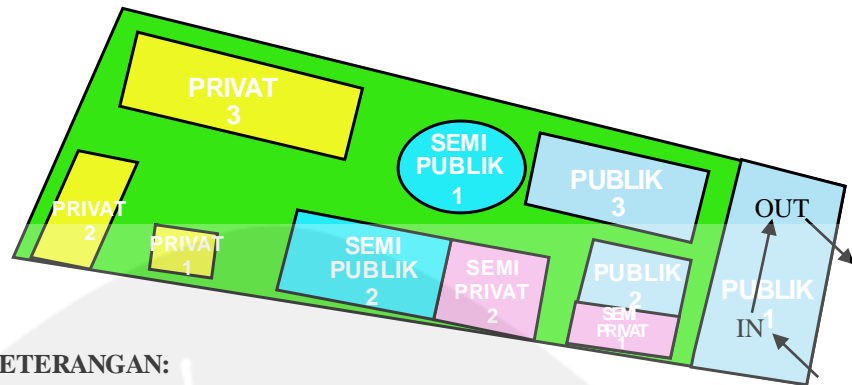 PRIVAT
3
SEMI
PUBLIK
1
PUBLIK
3
PRIVAT
2
PRIVAT
1
SEMI
PUBLIK
2
SEMI
PRIVAT
2
PUBLIK
2
SEMI
PRIVAT
1
OUT
PUBLIK
1
IN
ETERANGAN: